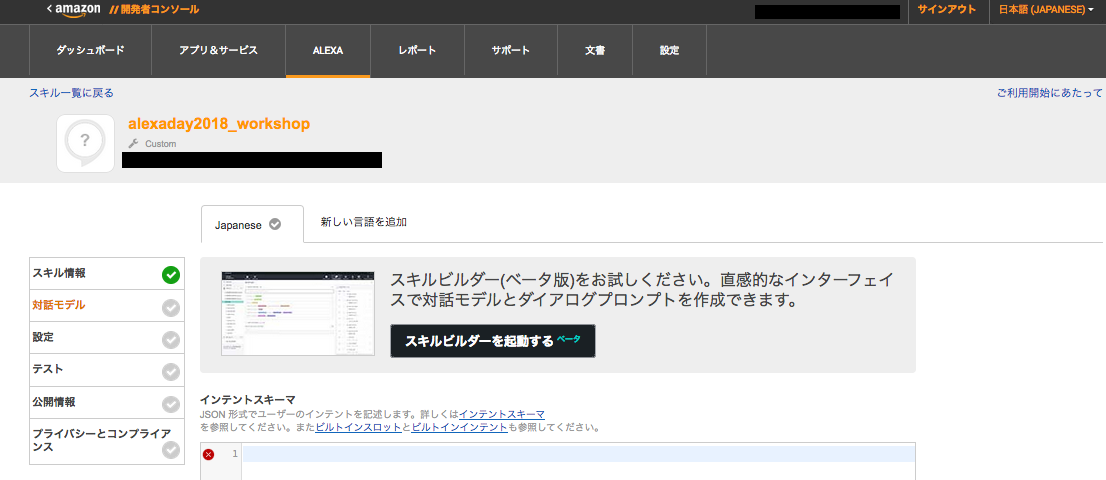 amazon //開発者コンソール
サインアウト
日本語 (JAPANESE)
ダッシュボード
アプリ＆サービス
ALEXA
レポート
サポート
文書
設定
スキル一覧に戻る
ご利用開始にあたって
?
alexaday2018_workshop
Custom
Japanese
新しい言語を追加
スキル情報
対話モデル
設定
テスト
公開情報
プライバシーとコンプライア
ンス
スキルビルダー(ベータ版)をお試しください。直感的なインターフェイ
スで対話モデルとダイアログプロンプトを作成できます。
スキルビルダーを起動する ベータ
インテントスキーマ
JSON 形式でユーザーのインテントを記述します。詳しくはインテントスキーマ
を参照してください。またビルトインスロットとビルトインインテントも参照してください。
1